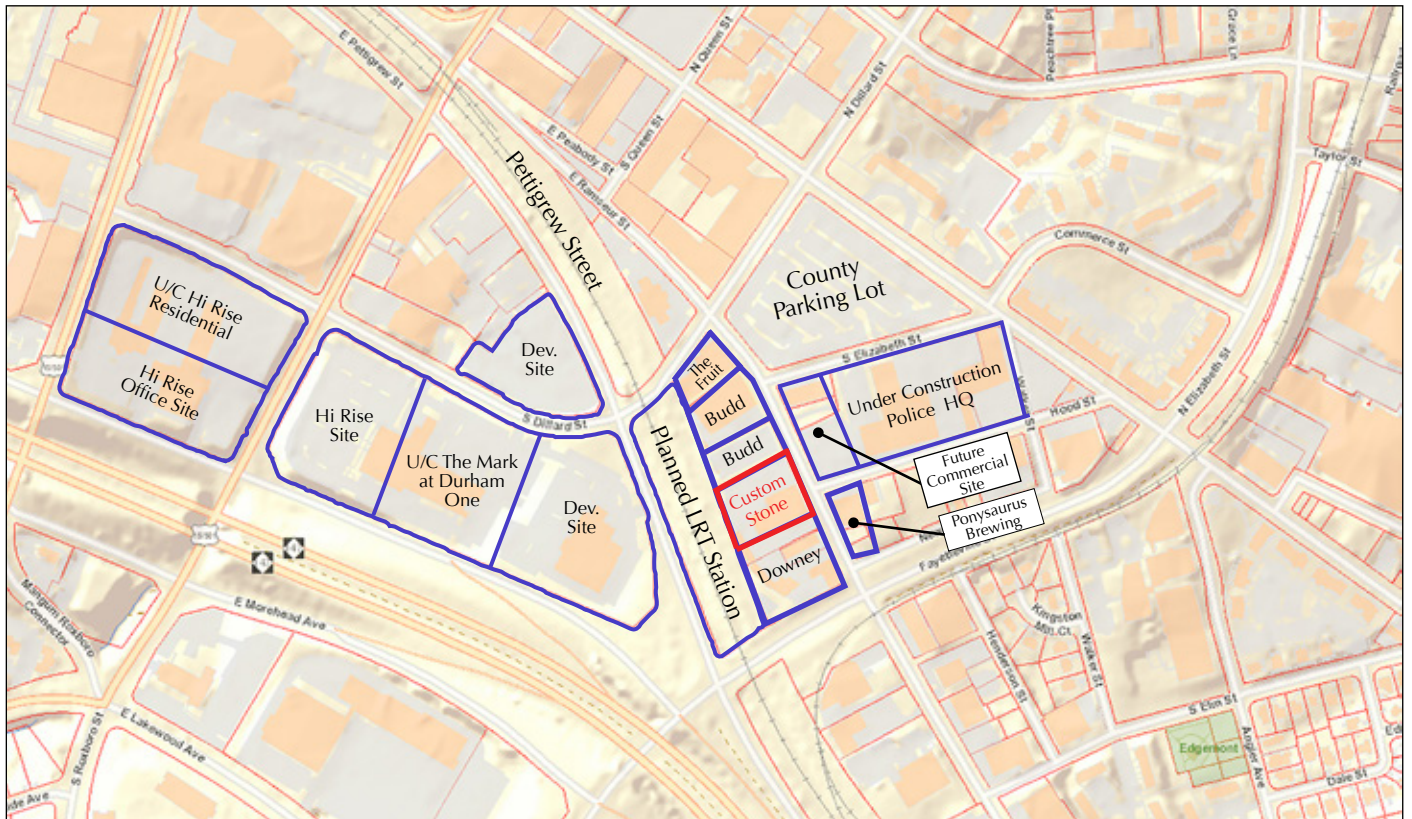 E Pettigrew St
N Queen St
Peachtree Pl
Grace Ln
N Dillard St
E Peabody St
S Queen St
E Ramseur St
Taylor St
Pettigrew Street
Commerce St
County
Parking Lot
U/C Hi Rise
Residential
Hi Rise
Office Site
Dev.
Site
S Elizabeth St
The
Fruit
Budd
Budd
Under Construction
Police HQ
N Elizabeth St
Hood St
Hi Rise
Site
S Dillard St
U/C The Mark
at Durham
One
Dev.
Site
Planned LRT Station
Custom
Stone
Downey
Future
Commercial
Site
Ponysaurus
Brewing
Mangum Roxboro
Connector
E Morehead Ave
Kingston
Mill Ct
Walker St
Henderson St
S Elm St
Edgemont
Angier Ave
Dale St
E Lakewood Ave
S Roxboro St